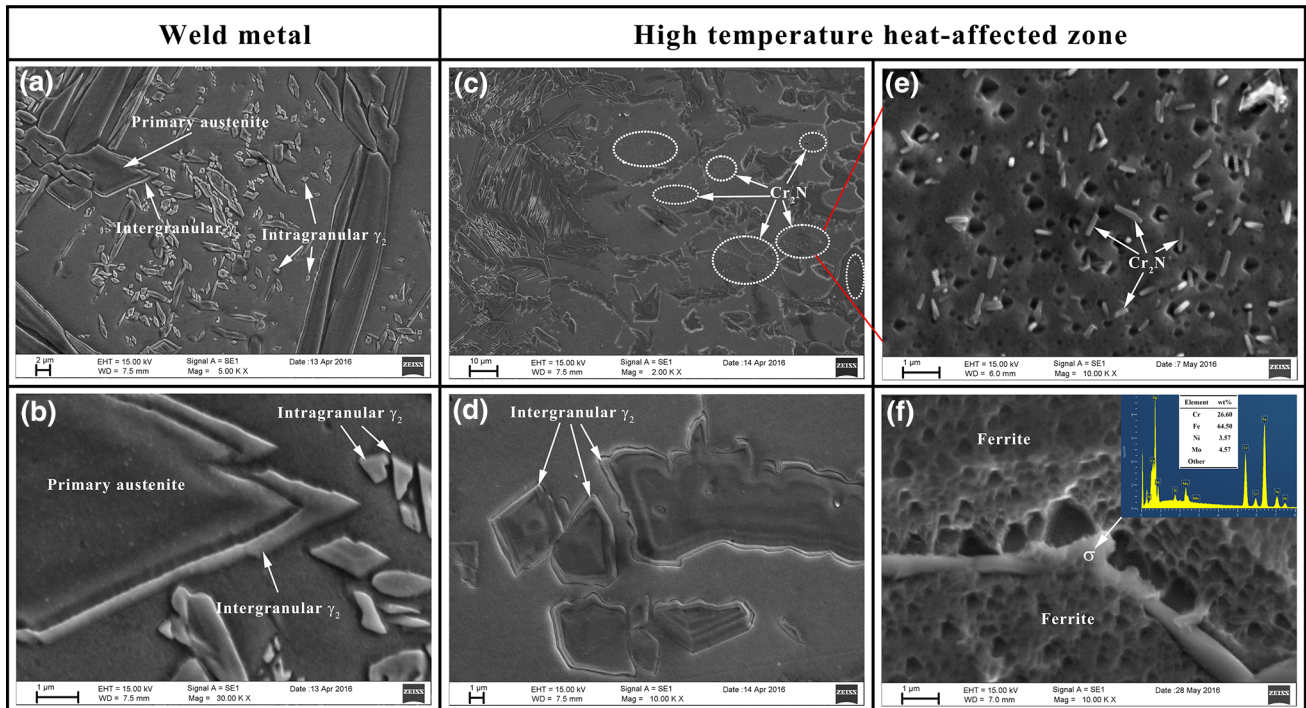 Weld metal
High temperature heat-affected zone
(a)
Primary austenite
Intergranular γ
Intragranular γ₂
2 μm
EHT = 15.00 kV
WD = 7.5 mm
Signal A = SE1
Mag = 5.00 K X
Date :13 Apr 2016
ZEISS
(c)
Cr₂N
10 μm
EHT = 15.00 kV
WD = 7.5 mm
Signal A = SE1
Mag = 2.00 K X
Date :14 Apr 2016
ZEISS
(e)
Cr₂N
1 μm
EHT = 15.00 kV
WD = 6.0 mm
Signal A = SE1
Mag = 10.00 K X
Date :7 May 2016
ZEISS
(b)
Intragranular γ₂
Primary austenite
Intergranular γ₂
1 μm
EHT = 15.00 kV
WD = 7.5 mm
Signal A = SE1
Mag = 30.00 K X
Date :13 Apr 2016
ZEISS
(d)
Intergranular γ₂
1 μm
EHT = 15.00 kV
WD = 7.5 mm
Signal A = SE1
Mag = 10.00 K X
Date :14 Apr 2016
ZEISS
(f)
Element wt%
Cr 26.60
Fe 64.50
Ni 3.57
Mo 4.57
Other
Ferrite
σ
Ferrite
1 μm
EHT = 15.00 kV
WD = 7.0 mm
Signal A = SE1
Mag = 10.00 K X
Date :28 May 2016
ZEISS